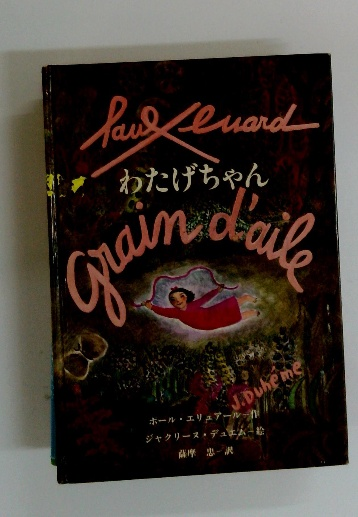 Paul Eluard
わたげちゃん
Grain d'aile
J. Duhéme
ポール・エリュアール 作
ジャクリーヌ・デュエム 絵
薩摩 忠 訳